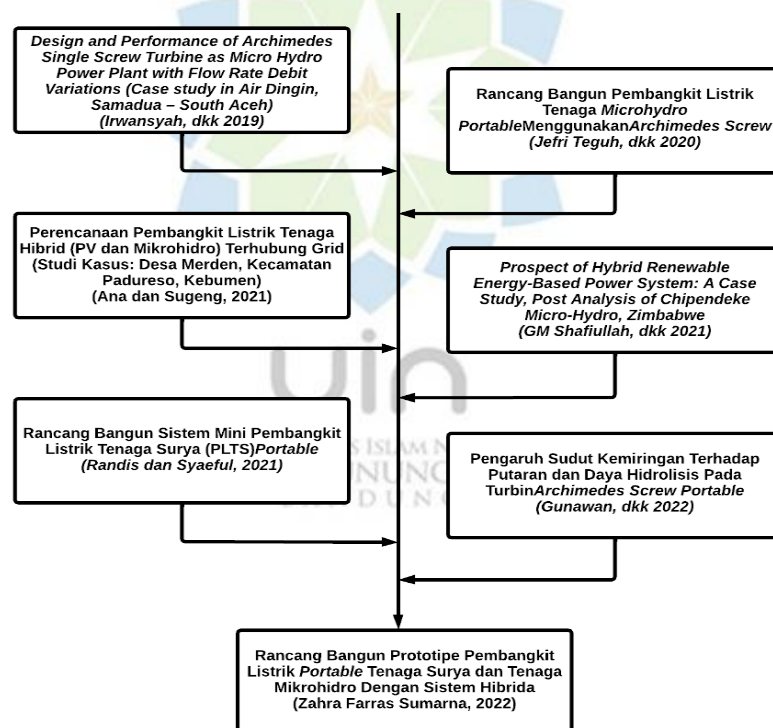 Design and Performance of Archimedes
Single Screw Turbine as Micro Hydro
Power Plant with Flow Rate Debit
Variations (Case study in Air Dingin,
Samadua – South Aceh)
(Irwansyah, dkk 2019)
Rancang Bangun Pembangkit Listrik
Tenaga Microhydro
PortableMenggunakanArchimedes Screw
(Jefri Teguh, dkk 2020)
Perencanaan Pembangkit Listrik Tenaga
Hibrid (PV dan Mikrohidro) Terhubung Grid
(Studi Kasus: Desa Merden, Kecamatan
Padureso, Kebumen)
(Ana dan Sugeng, 2021)
Prospect of Hybrid Renewable
Energy-Based Power System: A Case
Study, Post Analysis of Chipendeke
Micro-Hydro, Zimbabwe
(GM Shafiullah, dkk 2021)
uin
Rancang Bangun Sistem Mini Pembangkit
Listrik Tenaga Surya (PLTS)Portable
(Randis dan Syaeful, 2021)
S ISLAM N
NUNG
DUNG
Pengaruh Sudut Kemiringan Terhadap
Putaran dan Daya Hidrolisis Pada
TurbinArchimedes Screw Portable
(Gunawan, dkk 2022)
Rancang Bangun Prototipe Pembangkit
Listrik Portable Tenaga Surya dan Tenaga
Mikrohidro Dengan Sistem Hibrida
(Zahra Farras Sumarna, 2022)